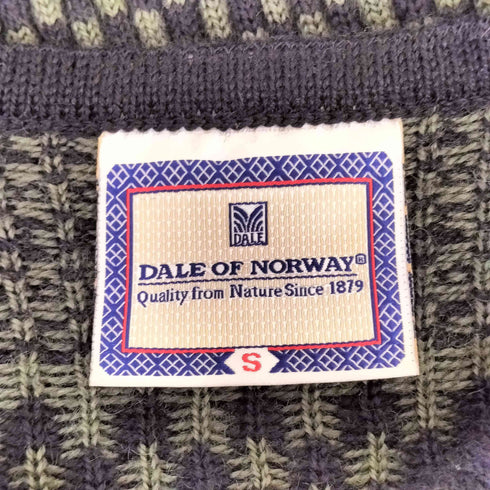 DALE
DALE OF NORWAY®
Quality from Nature Since 1879
S